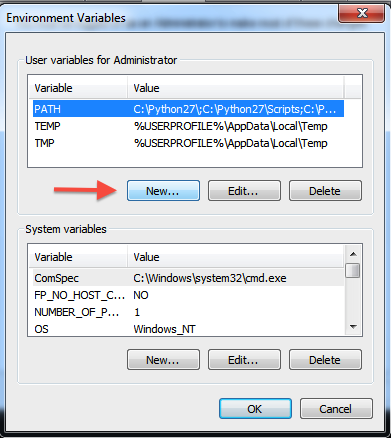 Environment Variables
User variables for Administrator
Variable Value
PATH C:\Python27\;C:\Python27\Scripts;C:\P...
TEMP %USERPROFILE%\AppData\Local\Temp
TMP %USERPROFILE%\AppData\Local\Temp
New... Edit... Delete
System variables
Variable Value
ComSpec C:\Windows\system32\cmd.exe
FP_NO_HOST_C... NO
NUMBER_OF_P... 1
OS Windows_NT
New... Edit... Delete
OK Cancel